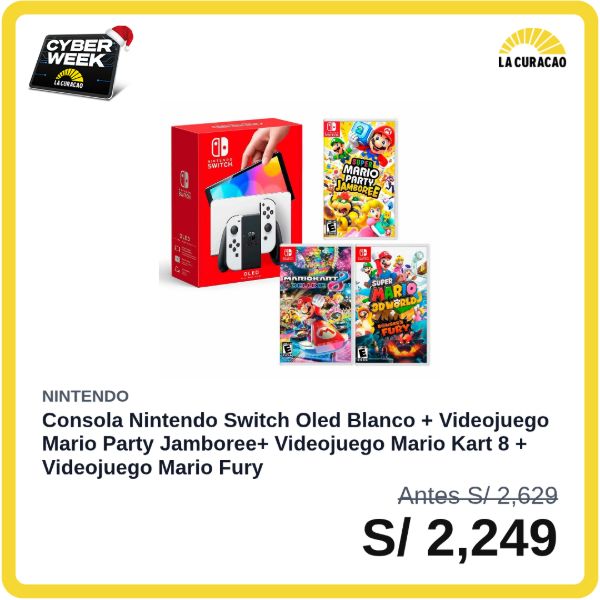 CYBER
WEEK
LA CURACAO
LA CURACAO
NINTENDO
SWITCH
OLED
SUPER
MARIO PARTY
JAMBOREE
MARIOKART 8
DELUXE
SUPER
MARIO
3D WORLD
BOWSER'S
FURY
NINTENDO
Consola Nintendo Switch Oled Blanco + Videojuego
Mario Party Jamboree+ Videojuego Mario Kart 8 +
Videojuego Mario Fury
Antes S/ 2,629
S/ 2,249